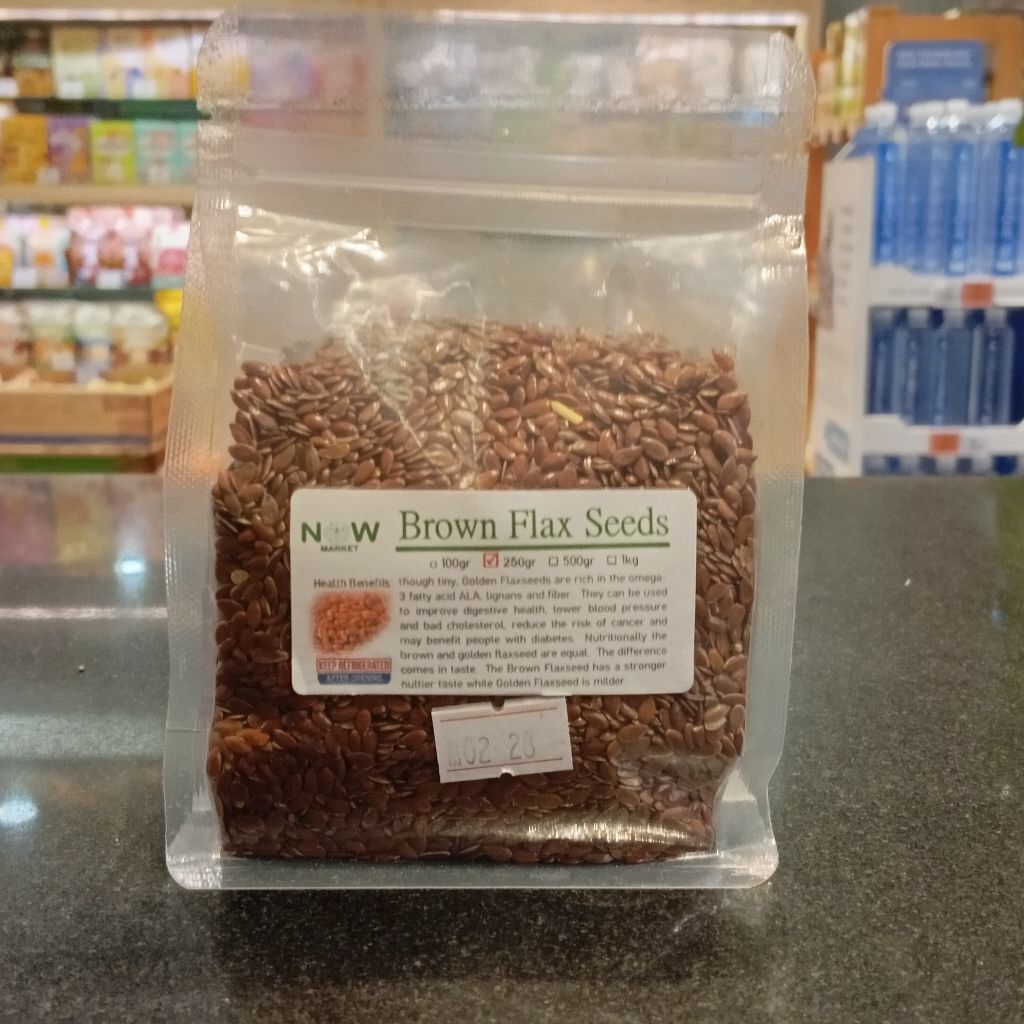 NOW
MARKET
Brown Flax Seeds
100gr 250gr 500gr 1kg
Health Benefits: though tiny, Golden Flaxseeds are rich in the omega-
3 fatty acid ALA, lignans and fiber. They can be used
to improve digestive health, lower blood pressure
and bad cholesterol, reduce the risk of cancer and
may benefit people with diabetes. Nutritionally the
brown and golden flaxseed are equal. The difference
comes in taste. The Brown Flaxseed has a stronger
nuttier taste while Golden Flaxseed is milder.
KEEP REFRIGERATED
AFTER OPENING
02 28